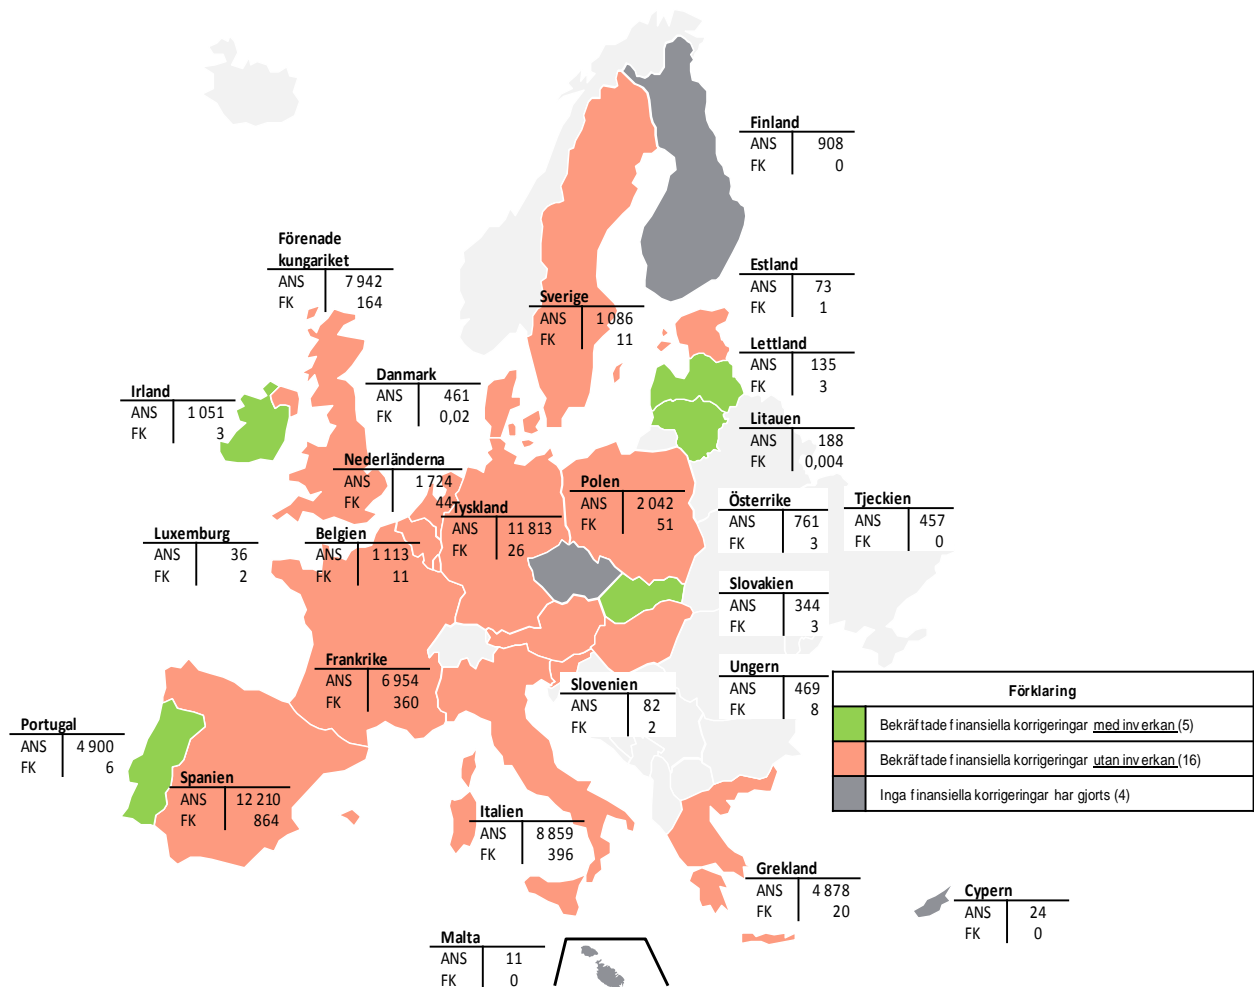 Finland
ANS 908
FK 0
Förenade
kungariket
ANS 7 942
FK 164
Estland
ANS 73
FK 1
Sverige
ANS 1 086
FK 11
Lettland
ANS 135
FK 3
Danmark
ANS 461
FK 0,02
Irland
ANS 1 051
FK 3
Litauen
ANS 188
FK 0,004
Nederländerna
ANS 1 724
FK 44
Polen
ANS 2 042
FK 51
Tyskland
ANS 11 813
FK 26
Österrike
ANS 761
FK 3
Tjeckien
ANS 457
FK 0
Luxemburg
ANS 36
FK 2
Belgien
ANS 1 113
FK 11
Slovakien
ANS 344
FK 3
Frankrike
ANS 6 954
FK 360
Slovenien
ANS 82
FK 2
Ungern
ANS 469
FK 8
Förklaring
Bekräftade finansiella korrigeringar med inverkan (5)
Bekräftade finansiella korrigeringar utan inverkan (16)
Inga finansiella korrigeringar har gjorts (4)
Portugal
ANS 4 900
FK 6
Spanien
ANS 12 210
FK 864
Italien
ANS 8 859
FK 396
Grekland
ANS 4 878
FK 20
Cypern
ANS 24
FK 0
Malta
ANS 11
FK 0